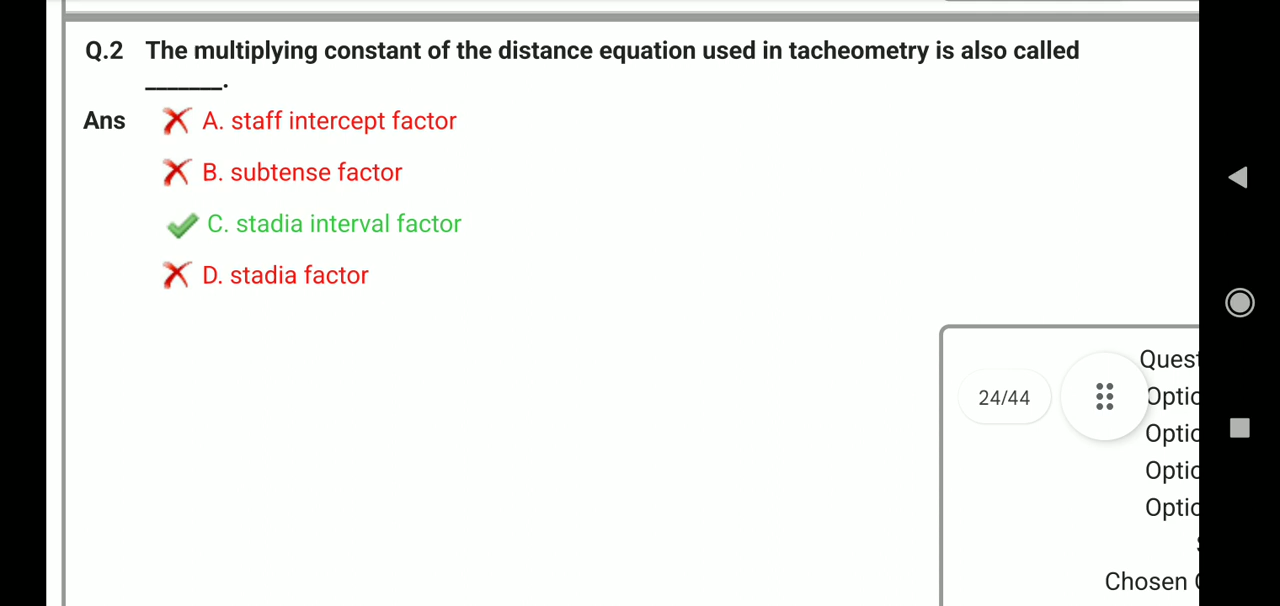 Q.2 The multiplying constant of the distance equation used in tacheometry is also called
_______.
Ans A. staff intercept factor
B. subtense factor
C. stadia interval factor
D. stadia factor
24/44
Chosen